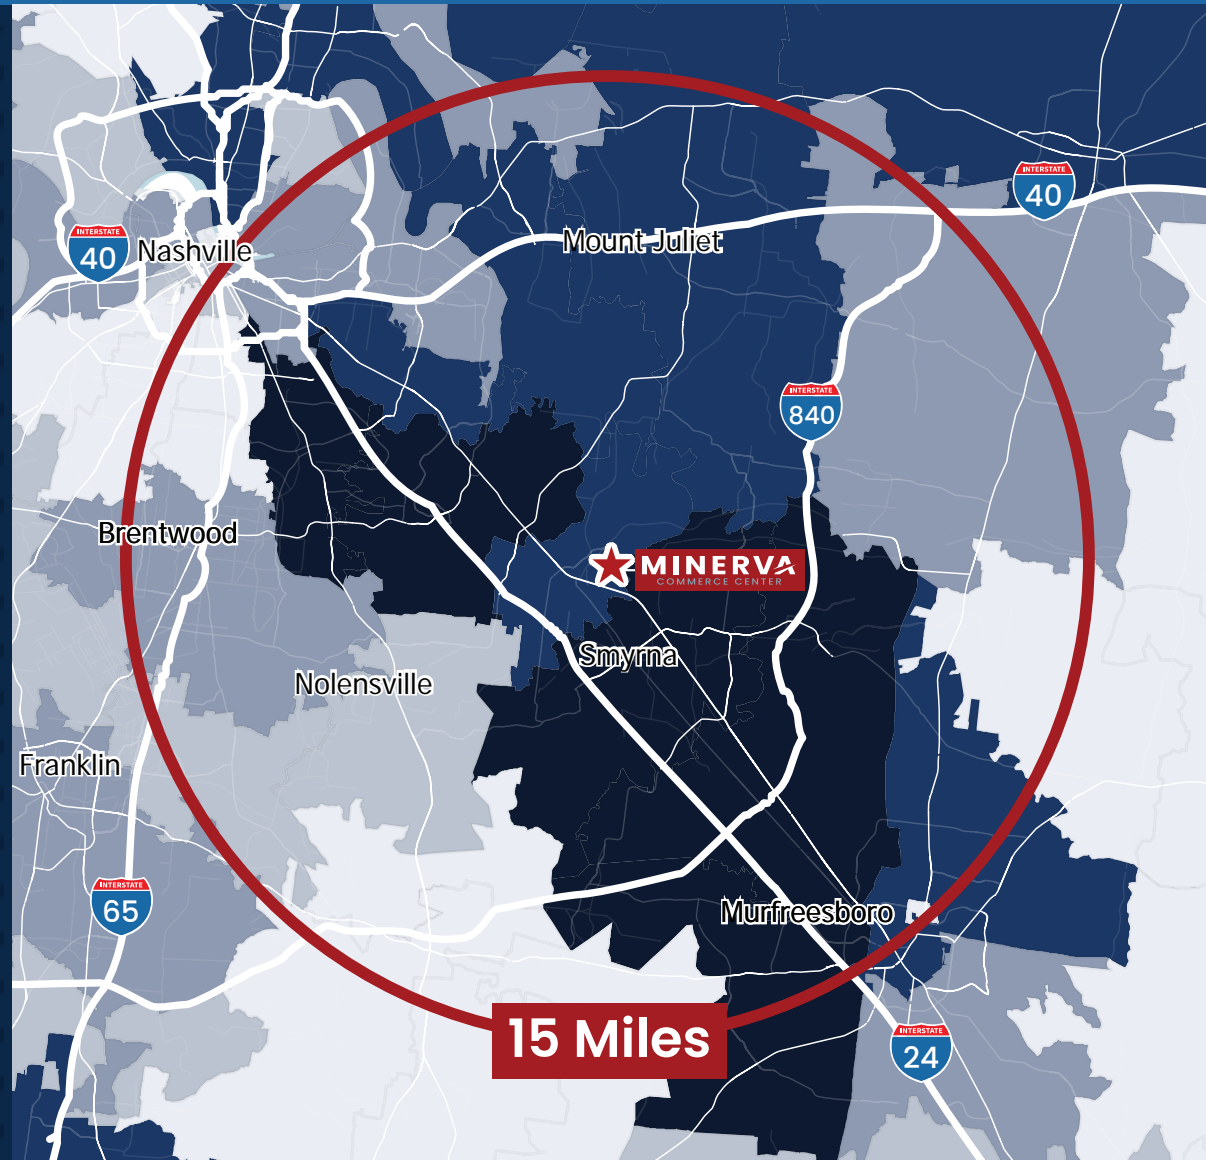 INTERSTATE
40
INTERSTATE
40
Nashville
Mount Juliet
INTERSTATE
840
Brentwood
MINERVA
COMMERCE CENTER
Smyrna
Nolensville
Franklin
INTERSTATE
65
Murfreesboro
15 Miles
INTERSTATE
24